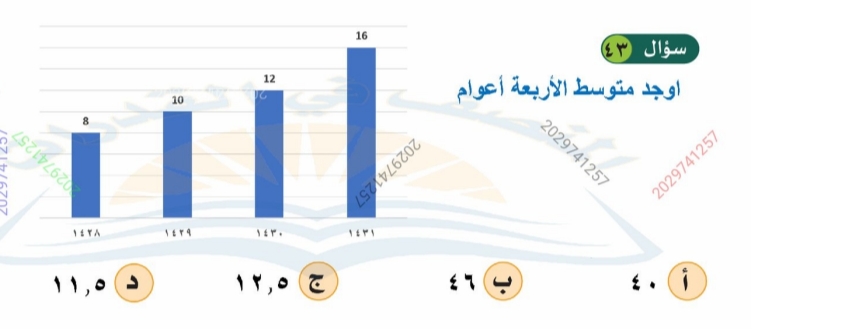 سؤال ٤٣
اوجد متوسط الأربعة أعوام
16
12
10
8
١٤٢٨ ١٤٢٩ ١٤٣٠ ١٤٣١
أ ٤٠ ب ٤٦ ج ١٢,٥ د ١١,٥
2029741257
2029741257
2029741257
2029741257
2029741257